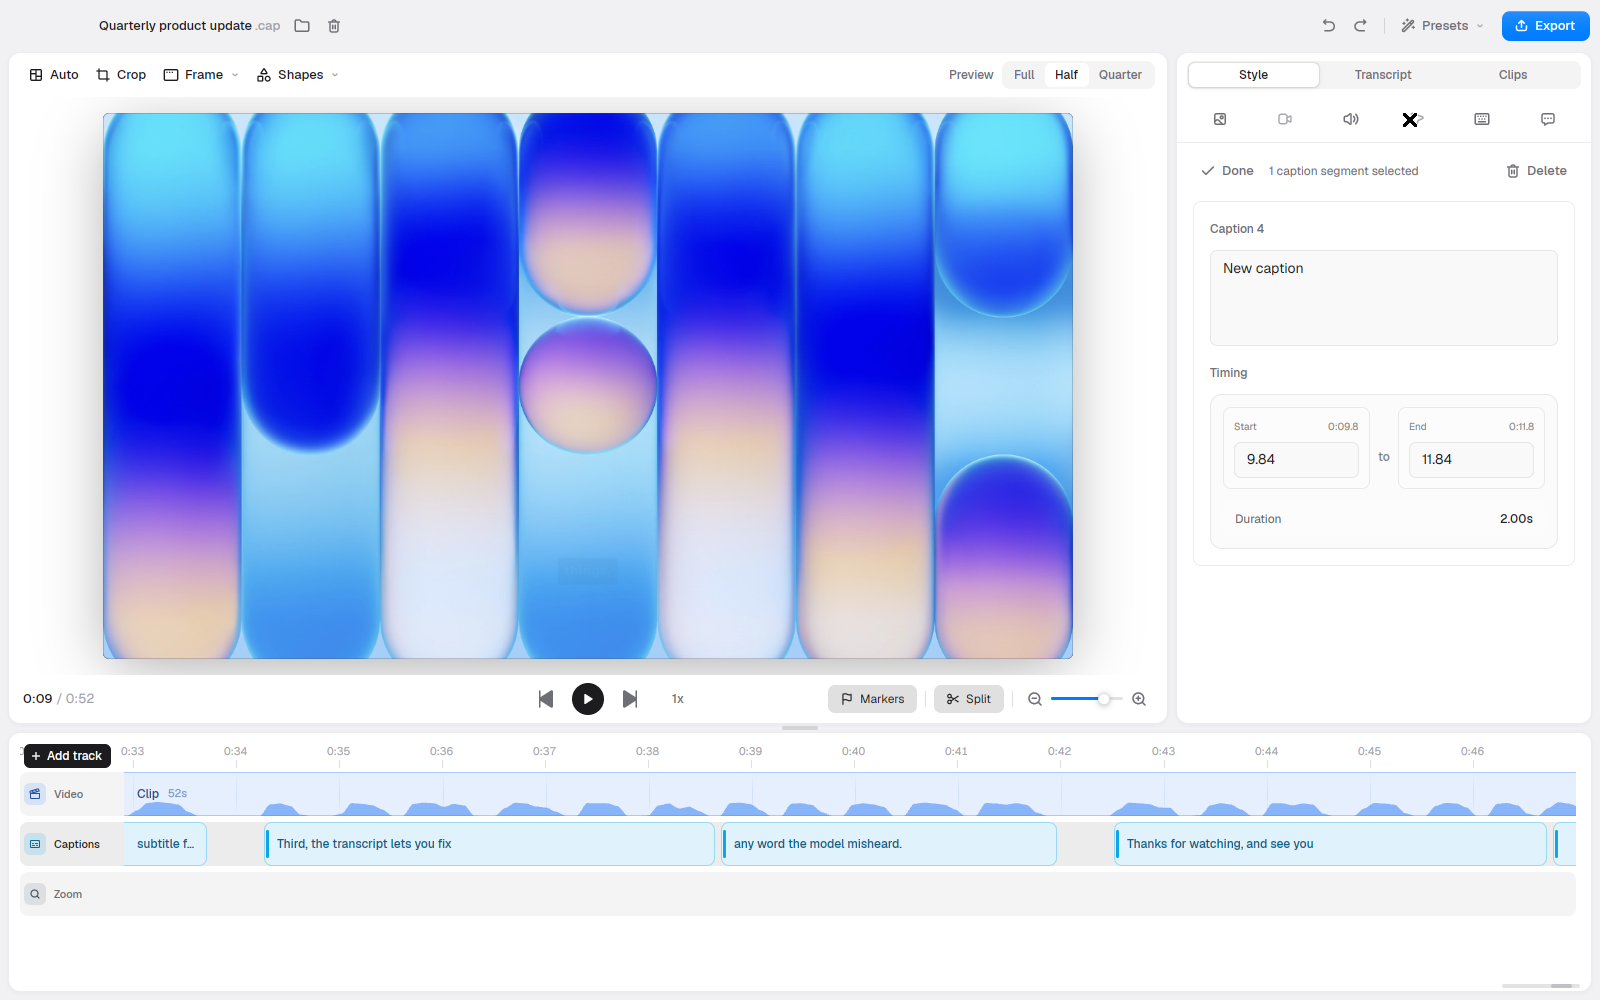 Quarterly product update .cap
Presets
Export
Auto
Crop
Frame
Shapes
Preview
Full
Half
Quarter
Style
Transcript
Clips
Done
1 caption segment selected
Delete
Caption 4
New caption
Timing
Start
0:09.8
9.84
to
End
0:11.8
11.84
Duration
2.00s
0:09 / 0:52
1x
Markers
Split
Add track
0:33
0:34
0:35
0:36
0:37
0:38
0:39
0:40
0:41
0:42
0:43
0:44
0:45
0:46
Video
Clip 52s
Captions
subtitle f...
Third, the transcript lets you fix
any word the model misheard.
Thanks for watching, and see you
Zoom